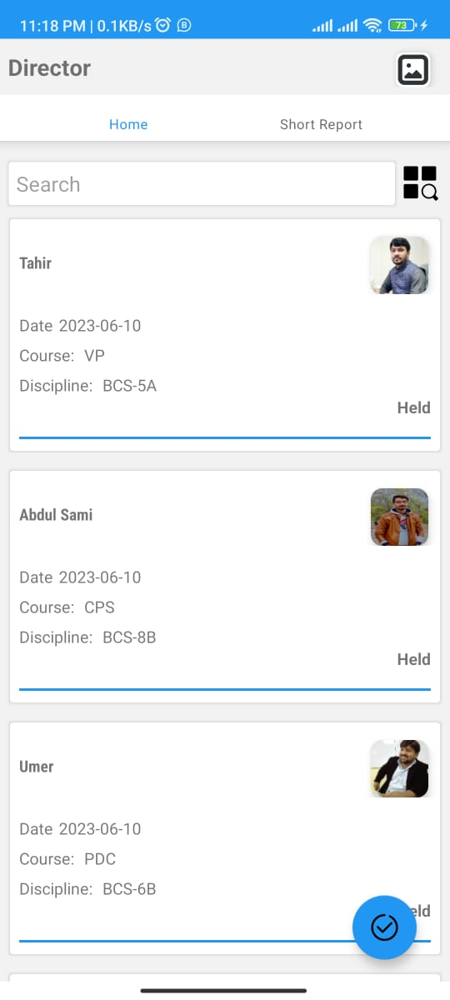 11:18 PM | 0.1KB/s B 73
Director
Home Short Report
Search
Tahir
Date 2023-06-10
Course: VP
Discipline: BCS-5A
Held
Abdul Sami
Date 2023-06-10
Course: CPS
Discipline: BCS-8B
Held
Umer
Date 2023-06-10
Course: PDC
Discipline: BCS-6B
eld